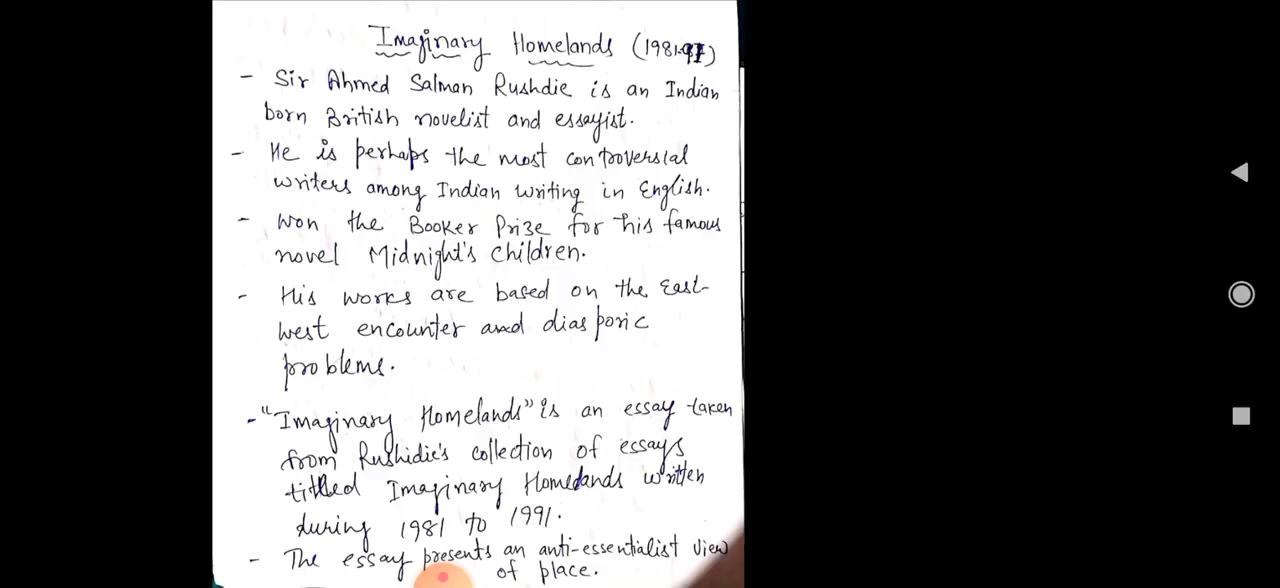 Imaginary Homelands (1981-91)
- Sir Ahmed Salman Rushdie is an Indian
born British novelist and essayist.
- He is perhaps the most controversial
writers among Indian writing in English.
- Won the Booker Prize for his famous
novel Midnight's children.
- His works are based on the East-
west encounter and diasporic
problems.
- "Imaginary Homelands" is an essay taken
from Rushidie's collection of essays
titled Imaginary Homelands written
during 1981 to 1991.
- The essay presents an anti-essentialist view
of place.